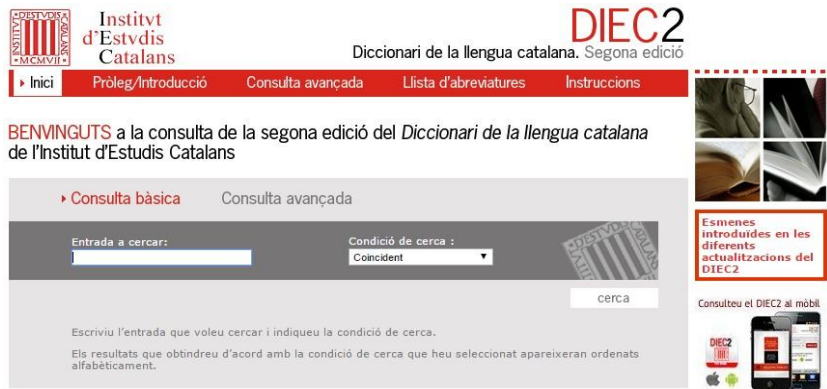 INSTITVT
D'ESTVDIS
CATALANS
MCMVII
Institvt
d'Estvdis
Catalans
DIEC2
Diccionari de la llengua catalana. Segona edició
Inici Pròleg/Introducció Consulta avançada Llista d'abreviatures Instruccions
BENVINGUTS a la consulta de la segona edició del Diccionari de la llengua catalana
de l'Institut d'Estudis Catalans
Consulta bàsica Consulta avançada
Entrada a cercar: Condició de cerca :
Coincident
cerca
Escriviu l'entrada que voleu cercar i indiqueu la condició de cerca.
Els resultats que obtindreu d'acord amb la condició de cerca que heu seleccionat apareixeran ordenats
alfabèticament.
Esmenes
introduïdes en les
diferents
actualitzacions del
DIEC2
Consulteu el DIEC2 al mòbil
DIEC2